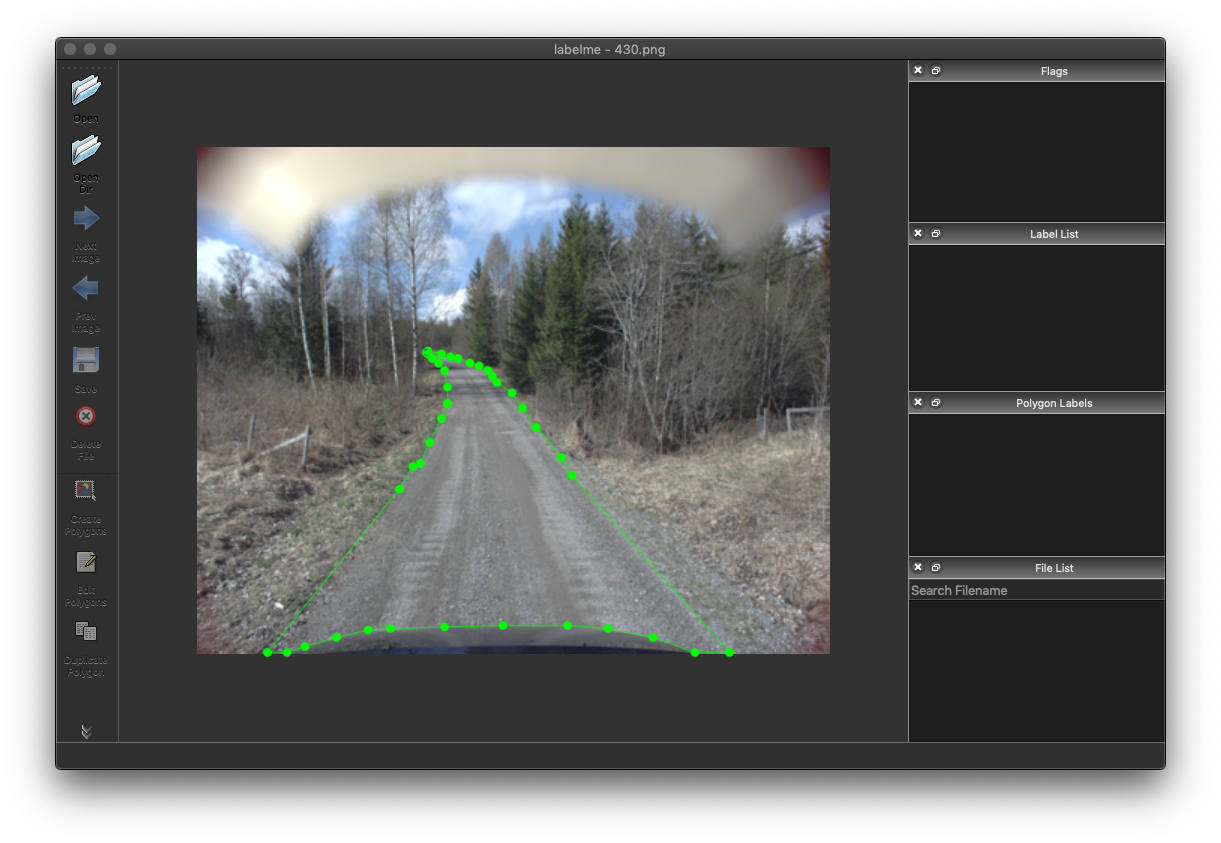 labelme - 430.png
Open
Open
Dir
Next
Image
Prev
Image
Save
Delete
File
Create
Polygons
Edit
Polygons
Duplicate
Polygon
Flags
Label List
Polygon Labels
File List
Search Filename